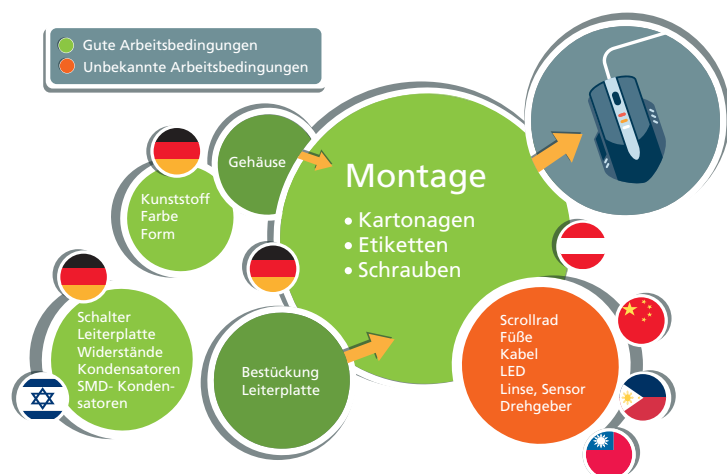 Gute Arbeitsbedingungen
Unbekannte Arbeitsbedingungen
Gehäuse
Kunststoff
Farbe
Form
Montage
• Kartonagen
• Etiketten
• Schrauben
Schalter
Leiterplatte
Widerstände
Kondensatoren
SMD- Konden-
satoren
Bestückung
Leiterplatte
Scrollrad
Füße
Kabel
LED
Linse, Sensor
Drehgeber